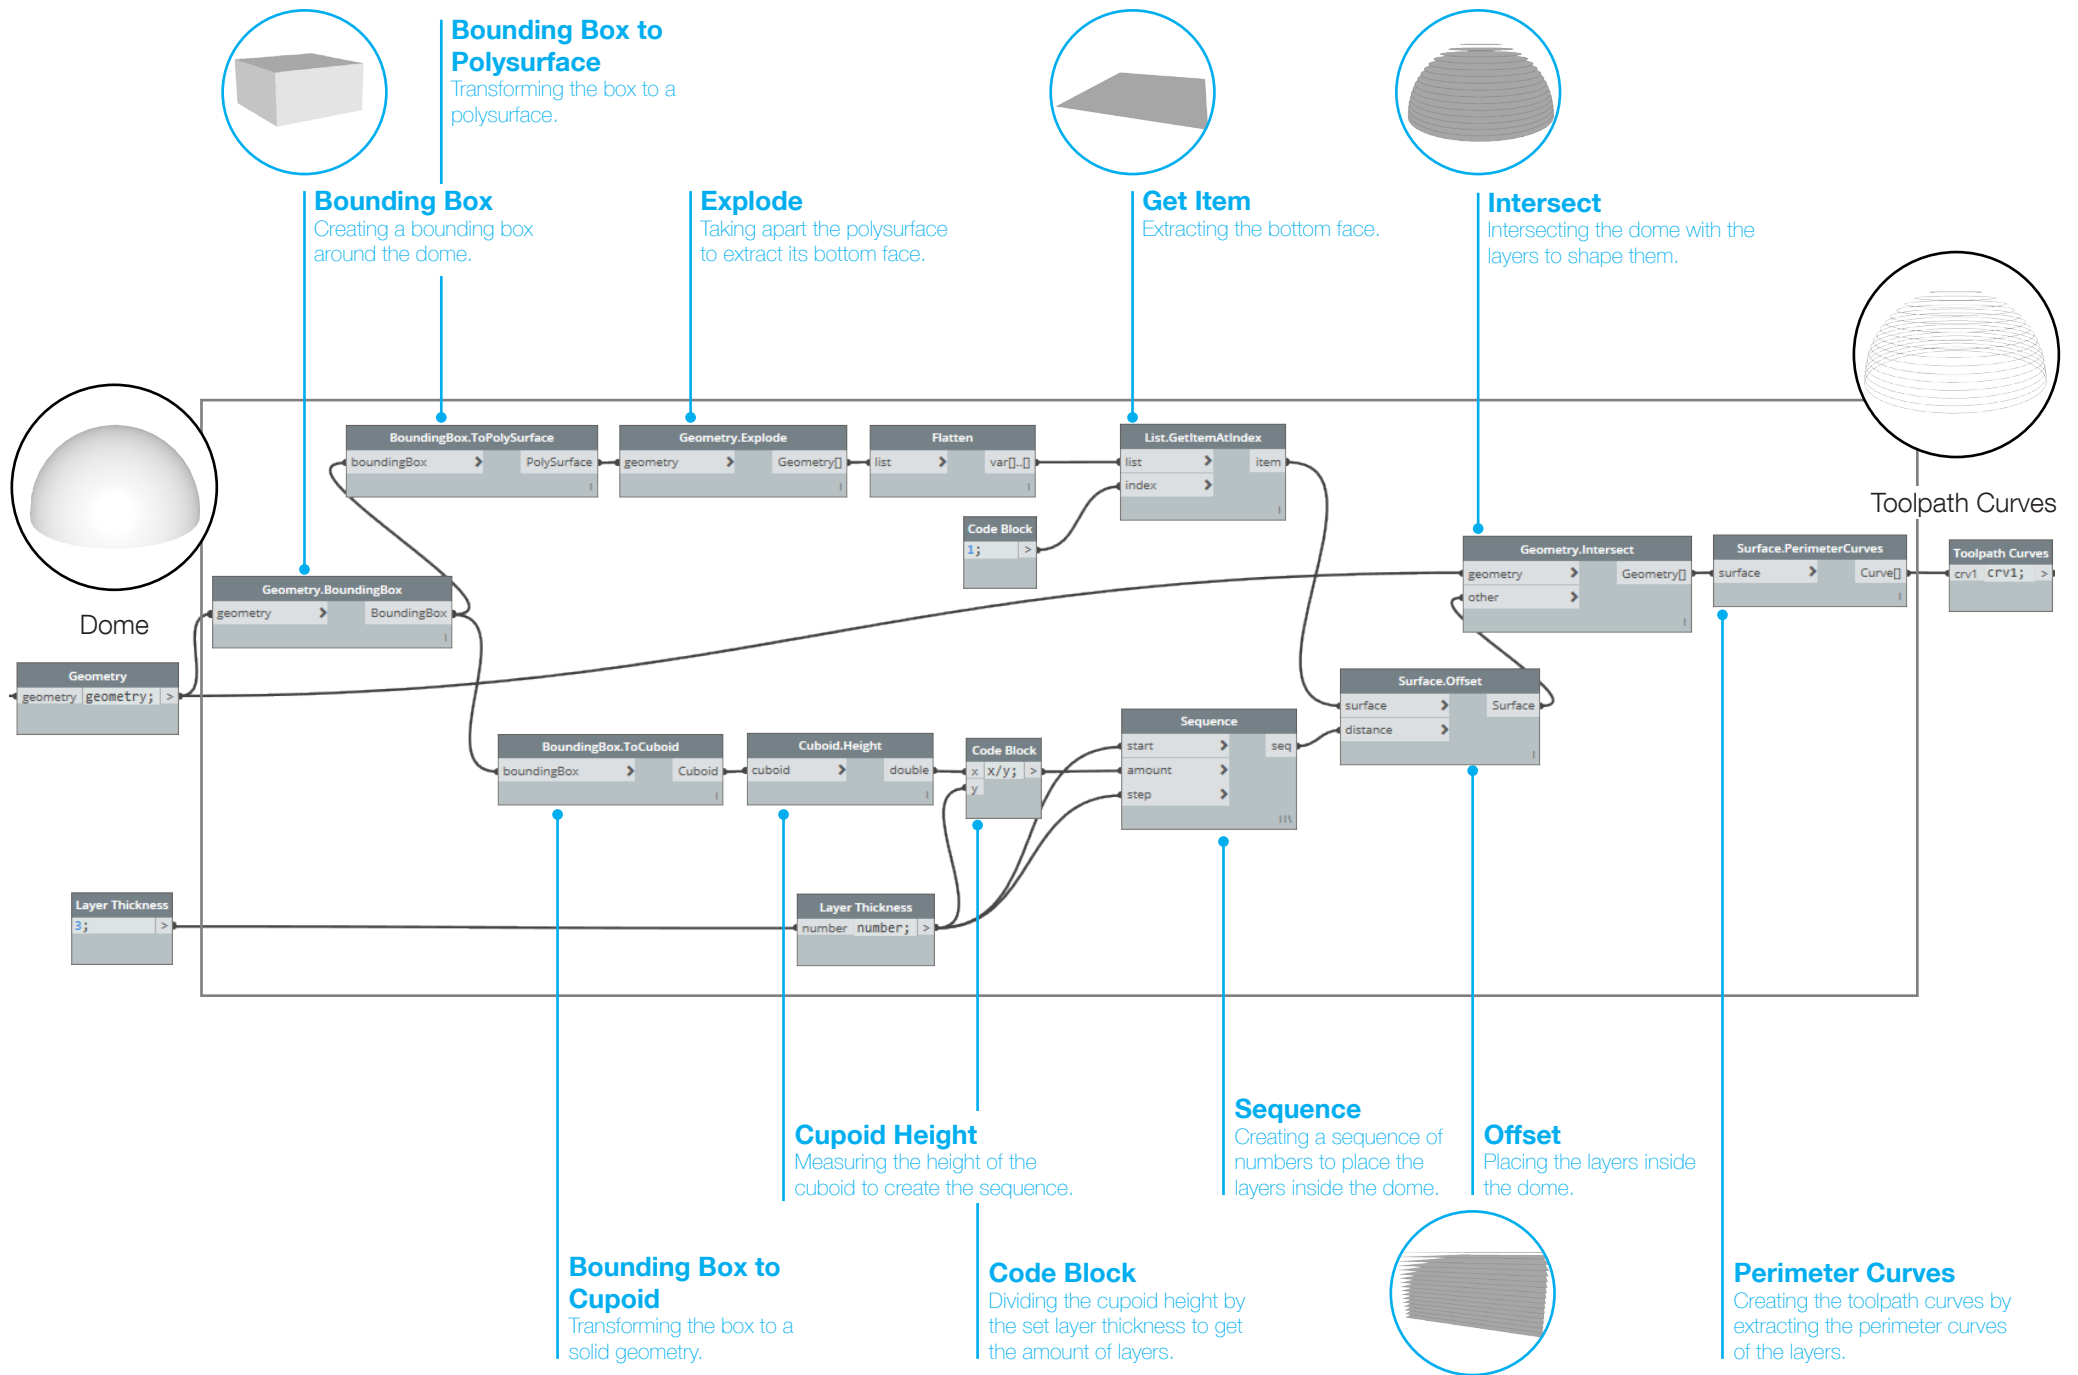 Bounding Box to
Polysurface
Transforming the box to a
polysurface.
Bounding Box
Creating a bounding box
around the dome.
Explode
Taking apart the polysurface
to extract its bottom face.
Get Item
Extracting the bottom face.
Intersect
Intersecting the dome with the
layers to shape them.
Toolpath Curves
Dome
BoundingBox.ToPolySurface
boundingBox > PolySurface
Geometry.Explode
geometry > Geometry[]
Flatten
list > var[]..[]
List.GetItemAtIndex
list > item
index >
Code Block
1; >
Geometry.BoundingBox
geometry > BoundingBox
Geometry
geometry geometry; >
Geometry.Intersect
geometry > Geometry[]
other >
Surface.PerimeterCurves
surface > Curve[]
Toolpath Curves
crv1 crv1; >
Surface.Offset
surface > Surface
distance >
BoundingBox.ToCuboid
boundingBox > Cuboid
Cuboid.Height
cuboid > double
Code Block
x x/y; >
y
Sequence
start > seq
amount >
step >
Layer Thickness
3; >
Layer Thickness
number number; >
Cupoid Height
Measuring the height of the
cuboid to create the sequence.
Sequence
Creating a sequence of
numbers to place the
layers inside the dome.
Offset
Placing the layers inside
the dome.
Bounding Box to
Cupoid
Transforming the box to a
solid geometry.
Code Block
Dividing the cupoid height by
the set layer thickness to get
the amount of layers.
Perimeter Curves
Creating the toolpath curves by
extracting the perimeter curves
of the layers.